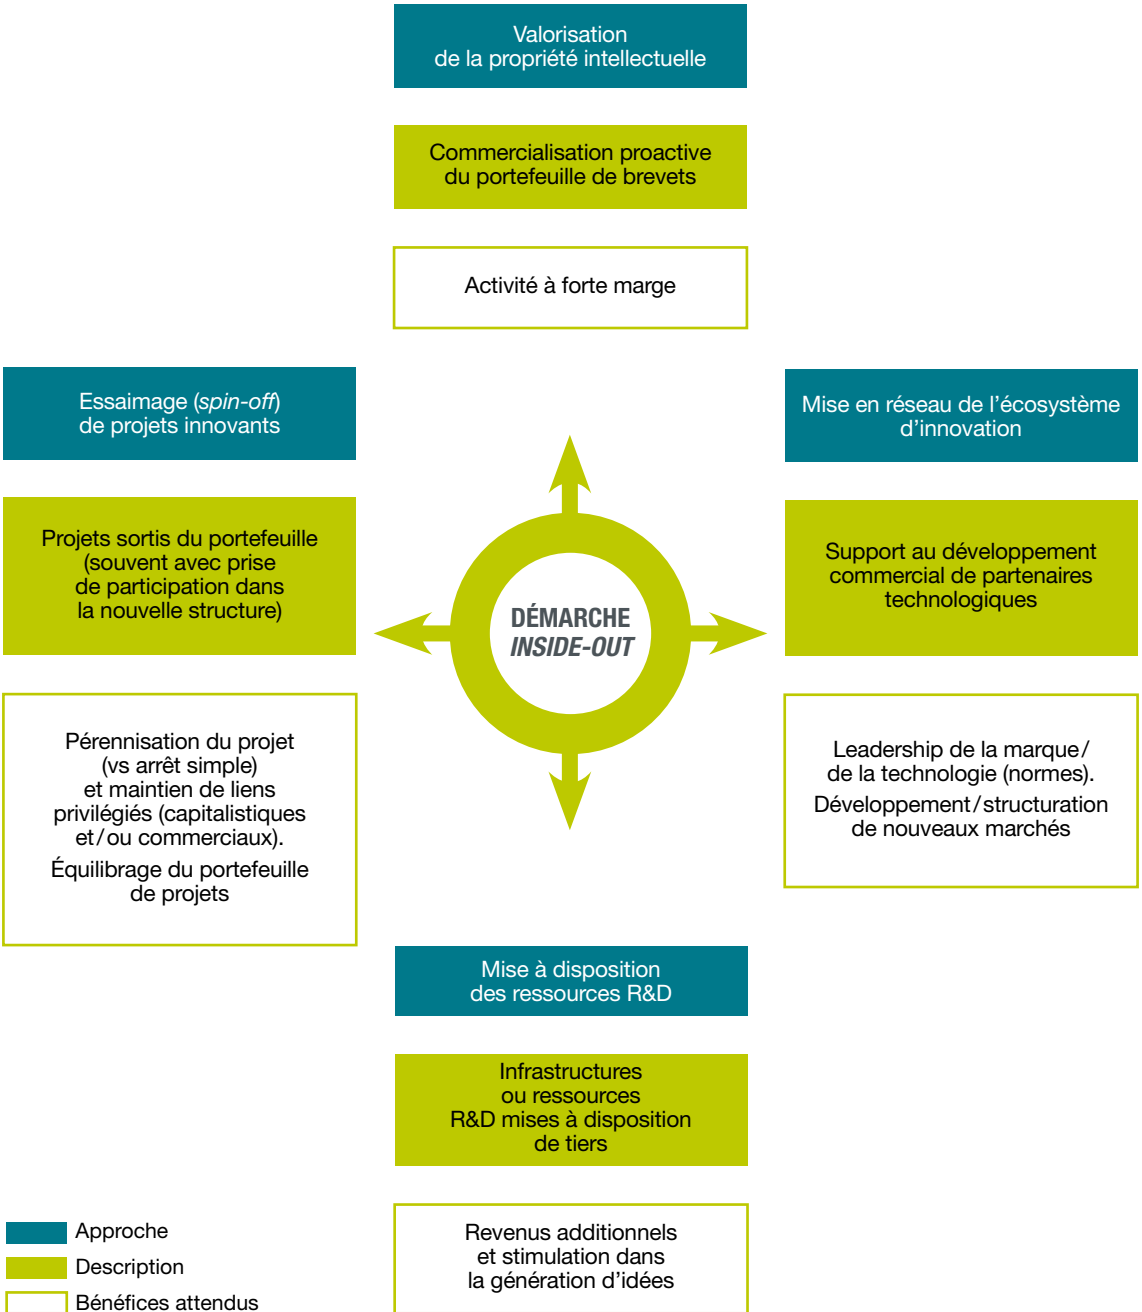 Valorisation
de la propriété intellectuelle
Commercialisation proactive
du portefeuille de brevets
Activité à forte marge
Essaimage (spin-off)
de projets innovants
Projets sortis du portefeuille
(souvent avec prise
de participation dans
la nouvelle structure)
Pérennisation du projet
(vs arrêt simple)
et maintien de liens
privilégiés (capitalistiques
et/ou commerciaux).
Équilibrage du portefeuille
de projets
DÉMARCHE
INSIDE-OUT
Mise en réseau de l’écosystème
d’innovation
Support au développement
commercial de partenaires
technologiques
Leadership de la marque/
de la technologie (normes).
Développement/structuration
de nouveaux marchés
Mise à disposition
des ressources R&D
Infrastructures
ou ressources
R&D mises à disposition
de tiers
Revenus additionnels
et stimulation dans
la génération d’idées
Approche
Description
Bénéfices attendus